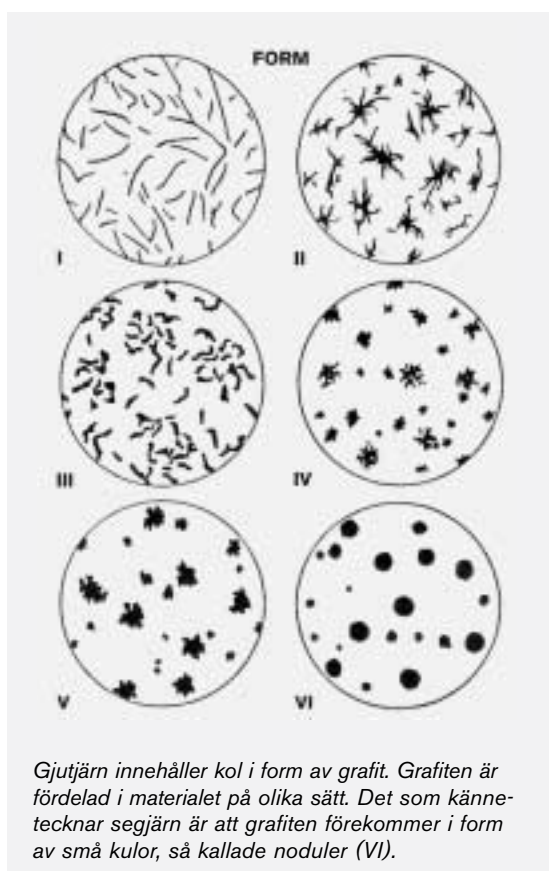 FORM
I
II
III
IV
V
VI
Gjutjärn innehåller kol i form av grafit. Grafiten är
fördelad i materialet på olika sätt. Det som känne-
tecknar segjärn är att grafiten förekommer i form
av små kulor, så kallade noduler (VI).